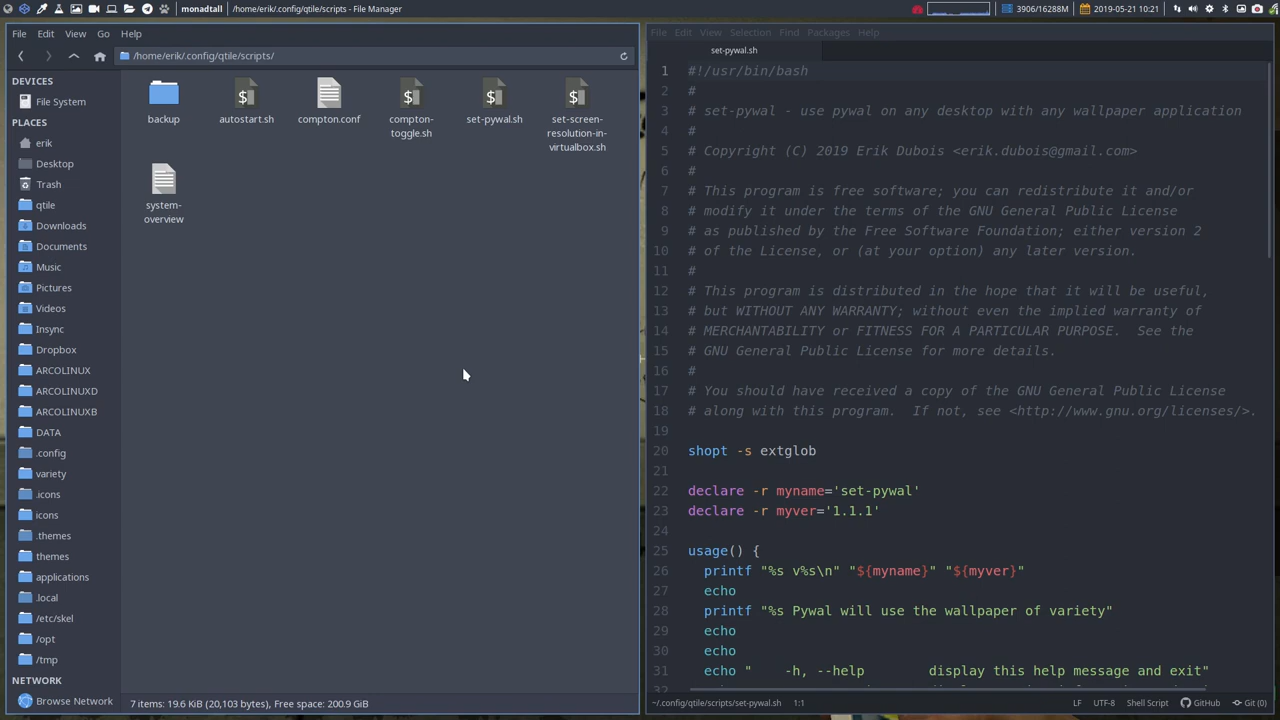 monadtall
/home/erik/.config/qtile/scripts - File Manager
3906/16288M
2019-05-21 10:21
File Edit View Go Help
/home/erik/.config/qtile/scripts/
DEVICES
File System
PLACES
erik
Desktop
Trash
qtile
Downloads
Documents
Music
Pictures
Videos
Insync
Dropbox
ARCOLINUX
ARCOLINUXD
ARCOLINUXB
DATA
.config
variety
.icons
icons
.themes
themes
applications
.local
/etc/skel
/opt
/tmp
NETWORK
Browse Network
backup
autostart.sh
compton.conf
compton-
toggle.sh
set-pywal.sh
set-screen-
resolution-in-
virtualbox.sh
system-
overview
7 items: 19.6 KiB (20,103 bytes), Free space: 200.9 GiB
File Edit View Selection Find Packages Help
set-pywal.sh
1 #!/usr/bin/bash
2 #
3 # set-pywal - use pywal on any desktop with any wallpaper application
4 #
5 # Copyright (C) 2019 Erik Dubois <erik.dubois@gmail.com>
6 #
7 # This program is free software; you can redistribute it and/or
8 # modify it under the terms of the GNU General Public License
9 # as published by the Free Software Foundation; either version 2
10 # of the License, or (at your option) any later version.
11 #
12 # This program is distributed in the hope that it will be useful,
13 # but WITHOUT ANY WARRANTY; without even the implied warranty of
14 # MERCHANTABILITY or FITNESS FOR A PARTICULAR PURPOSE.  See the
15 # GNU General Public License for more details.
16 #
17 # You should have received a copy of the GNU General Public License
18 # along with this program.  If not, see <http://www.gnu.org/licenses/>.
19
20 shopt -s extglob
21
22 declare -r myname='set-pywal'
23 declare -r myver='1.1.1'
24
25 usage() {
26 printf "%s v%s\n" "${myname}" "${myver}"
27 echo
28 printf "%s Pywal will use the wallpaper of variety"
29 echo
30 echo
31 echo "    -h, --help        display this help message and exit"
32
~/.config/qtile/scripts/set-pywal.sh 1:1
LF UTF-8 Shell Script GitHub Git (0)